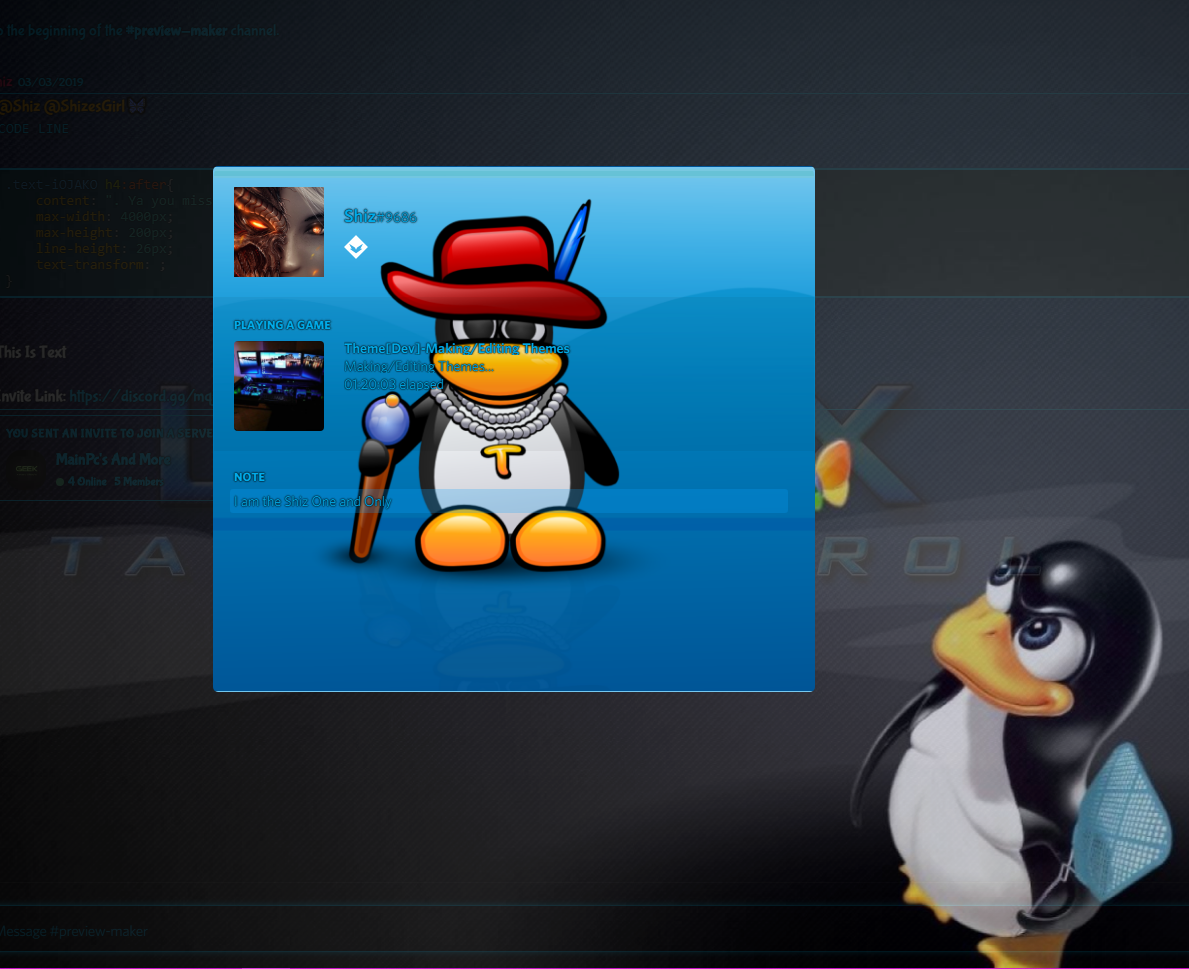 the beginning of the #preview-maker channel.
03/03/2019
@Shiz @ShizesGirl
CODE LINE
.text-1OJAKO h4:after{
content: ". Ya you miss
max-width: 4000px;
max-height: 200px;
line-height: 26px;
text-transform: ;
}
Shiz#9686
PLAYING A GAME
Theme[Dev]-Making/Editing Themes
Making/Editing Themes...
01:20:03 elapsed
This Is Text
Invite Link: https://discord.gg/mq
L X
YOU SENT AN INVITE TO JOIN A SERVE
MainPc's And More
GEEK
4 Online 5 Members
T
NOTE
I am the Shiz One and Only
T A ROL
Message #preview-maker